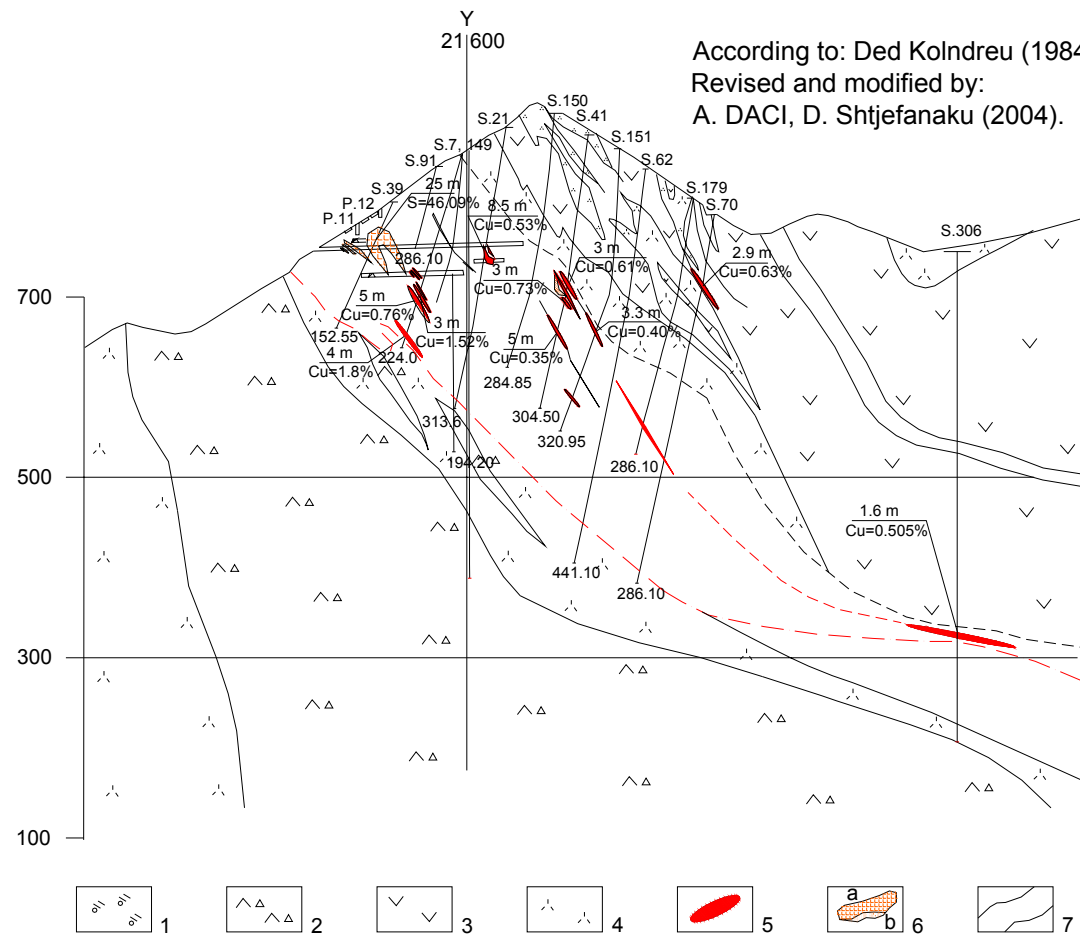 Y
21 600
According to: Ded Kolndreu (1984
Revised and modified by:
A. DACI, D. Shtjefanaku (2004).
S.150
S.41
S.21
S.151
S.7, 149
S.62
S.91
S.179
S.39
S.70
P.12
P.11
S.306
25 m
S=46.09%
8.5 m
Cu=0.53%
286.10
3 m
Cu=0.61%
2.9 m
Cu=0.63%
3 m
Cu=0.73%
700
5 m
Cu=0.76%
3.3 m
Cu=0.40%
3 m
Cu=1.52%
152.55
4 m
Cu=1.8%
224.0
5 m
Cu=0.35%
284.85
304.50
313.6
320.95
194.20
286.10
500
1.6 m
Cu=0.505%
441.10
286.10
300
100
1
2
3
4
5
a
b
6
7